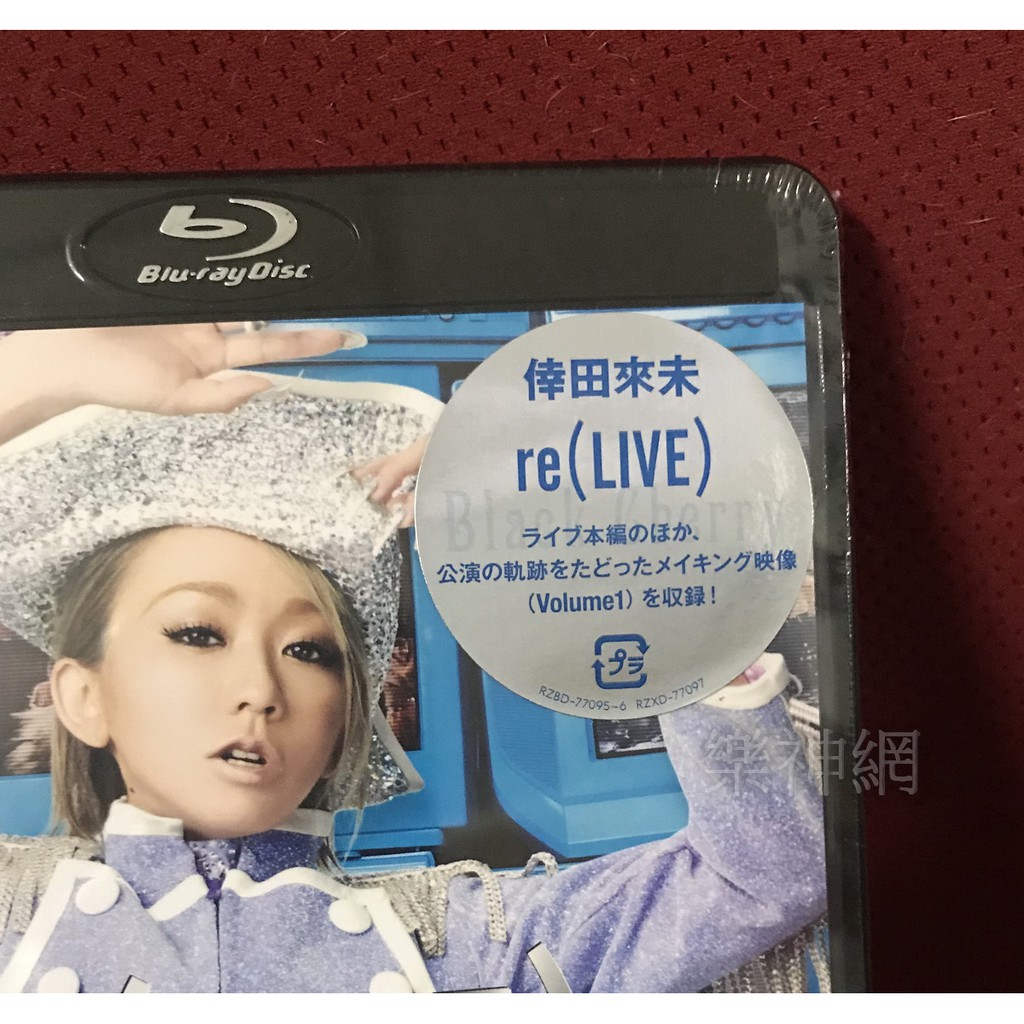 Blu-ray Disc
倖田來未
re(LIVE)
Black Cherry
ライブ本編のほか、
公演の軌跡をたどったメイキング映像
(Volume1) を収録！
プラ
RZBD-77095~6 RZXD-77097
樂神網